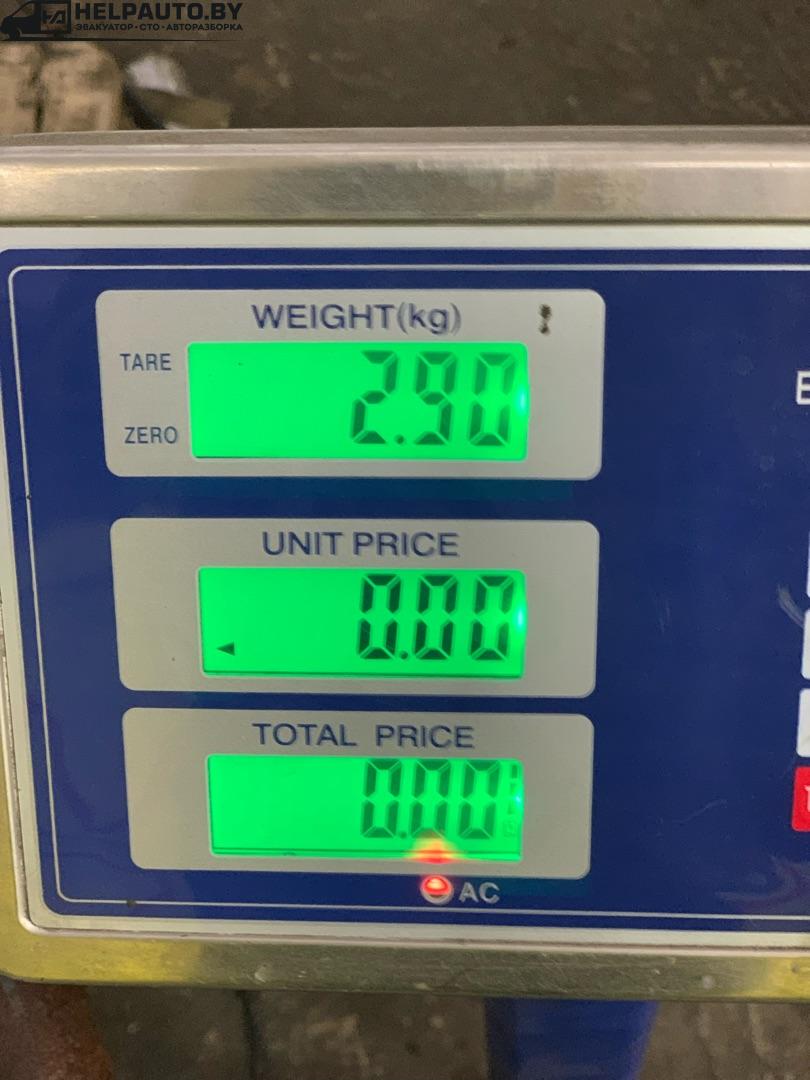 HELPAUTO.BY
ЭВАКУАТОР • СТО • АВТОРАЗБОРКА
WEIGHT(kg)
TARE
2.90
ZERO
UNIT PRICE
0.00
TOTAL PRICE
0.00
AC